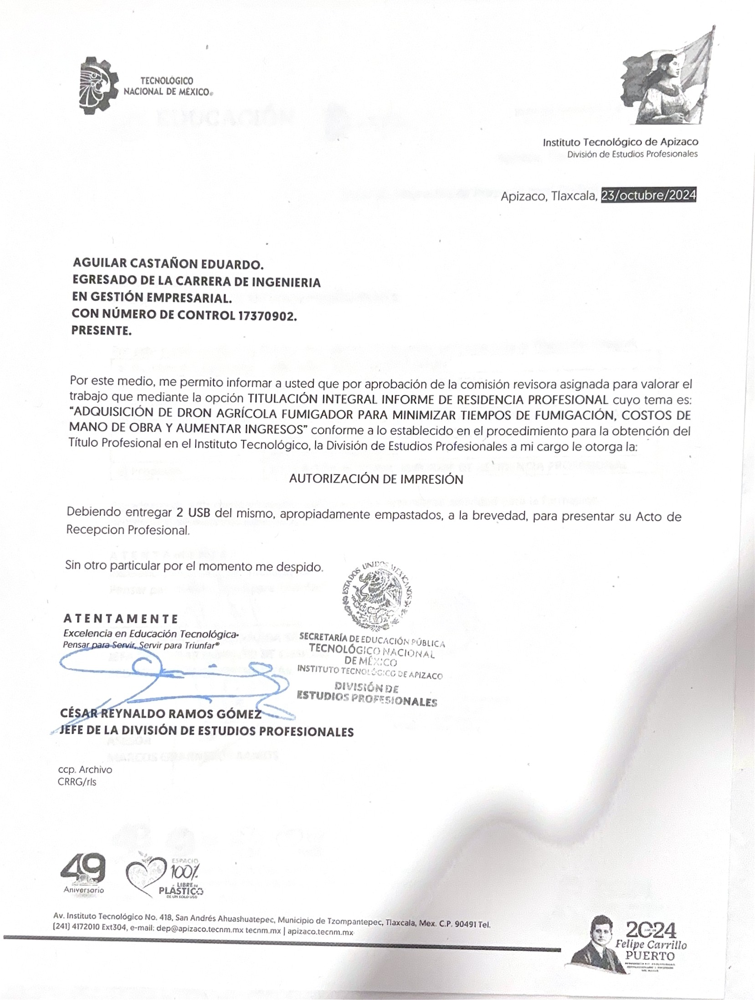 TECNOLÓGICO
NACIONAL DE MÉXICO®
Instituto Tecnológico de Apizaco
División de Estudios Profesionales
Apizaco, Tlaxcala, 23/octubre/2024
AGUILAR CASTAÑON EDUARDO.
EGRESADO DE LA CARRERA DE INGENIERIA
EN GESTIÓN EMPRESARIAL.
CON NÚMERO DE CONTROL 17370902.
PRESENTE.
Por este medio, me permito informar a usted que por aprobación de la comisión revisora asignada para valorar el
trabajo que mediante la opción TITULACIÓN INTEGRAL INFORME DE RESIDENCIA PROFESIONAL cuyo tema es:
“ADQUISICIÓN DE DRON AGRÍCOLA FUMIGADOR PARA MINIMIZAR TIEMPOS DE FUMIGACIÓN, COSTOS DE
MANO DE OBRA Y AUMENTAR INGRESOS” conforme a lo establecido en el procedimiento para la obtención del
Título Profesional en el Instituto Tecnológico, la División de Estudios Profesionales a mi cargo le otorga la:
AUTORIZACIÓN DE IMPRESIÓN
Debiendo entregar 2 USB del mismo, apropiadamente empastados, a la brevedad, para presentar su Acto de
Recepcion Profesional.
Sin otro particular por el momento me despido.
ESTADOS UNIDOS MEXICANOS
ATENTAMENTE
Excelencia en Educación Tecnológica®
Pensar para Servir, Servir para Triunfar®
SECRETARÍA DE EDUCACIÓN PÚBLICA
TECNOLÓGICO NACIONAL
DE MÉXICO
INSTITUTO TECNOLÓGICO DE APIZACO
DIVISIÓN DE
ESTUDIOS PROFESIONALES
CÉSAR REYNALDO RAMOS GÓMEZ
JEFE DE LA DIVISIÓN DE ESTUDIOS PROFESIONALES
ccp. Archivo
CRRG/rls
49
Aniversario
ESPACIO
100%
LIBRE DE
PLÁSTICO
DE UN SOLO USO
Av. Instituto Tecnológico No. 418, San Andrés Ahuashuatepec, Municipio de Tzompantepec, Tlaxcala, Mex. C.P. 90491 Tel.
(241) 4172010 Ext304, e-mail: dep@apizaco.tecnm.mx tecnm.mx | apizaco.tecnm.mx
2024
Felipe Carrillo
PUERTO